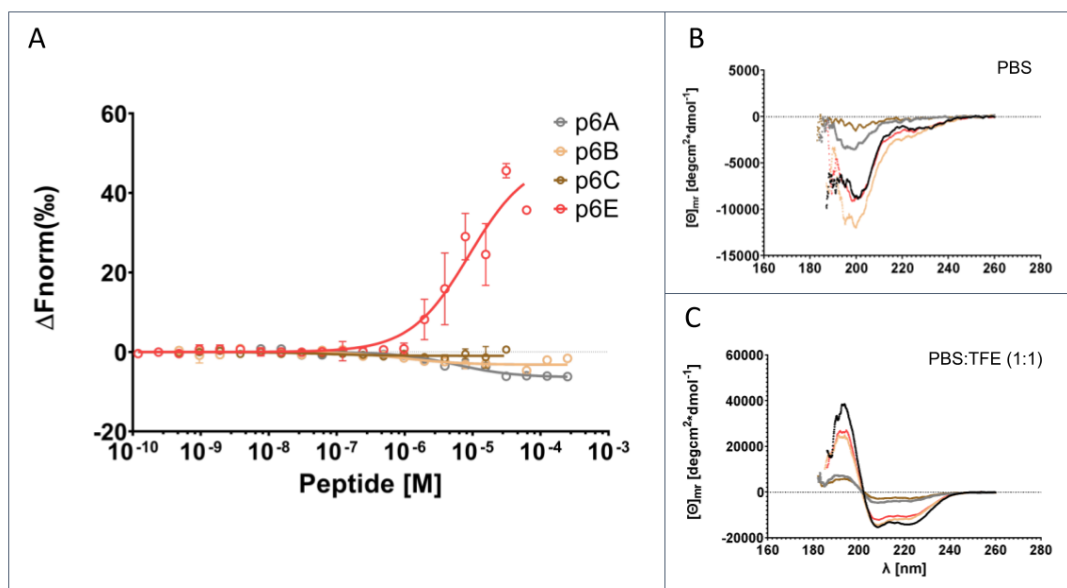 A
60
40
20
0
-20
ΔFnorm(‰)
p6A
p6B
p6C
p6E
10⁻¹⁰ 10⁻⁹ 10⁻⁸ 10⁻⁷ 10⁻⁶ 10⁻⁵ 10⁻⁴ 10⁻³
Peptide [M]
B
PBS
5000
0
-5000
-10000
-15000
[Θ]mr [degcm²*dmol⁻¹]
160 180 200 220 240 260 280
C
PBS:TFE (1:1)
60000
40000
20000
0
-20000
[Θ]mr [degcm²*dmol⁻¹]
160 180 200 220 240 260 280
λ [nm]